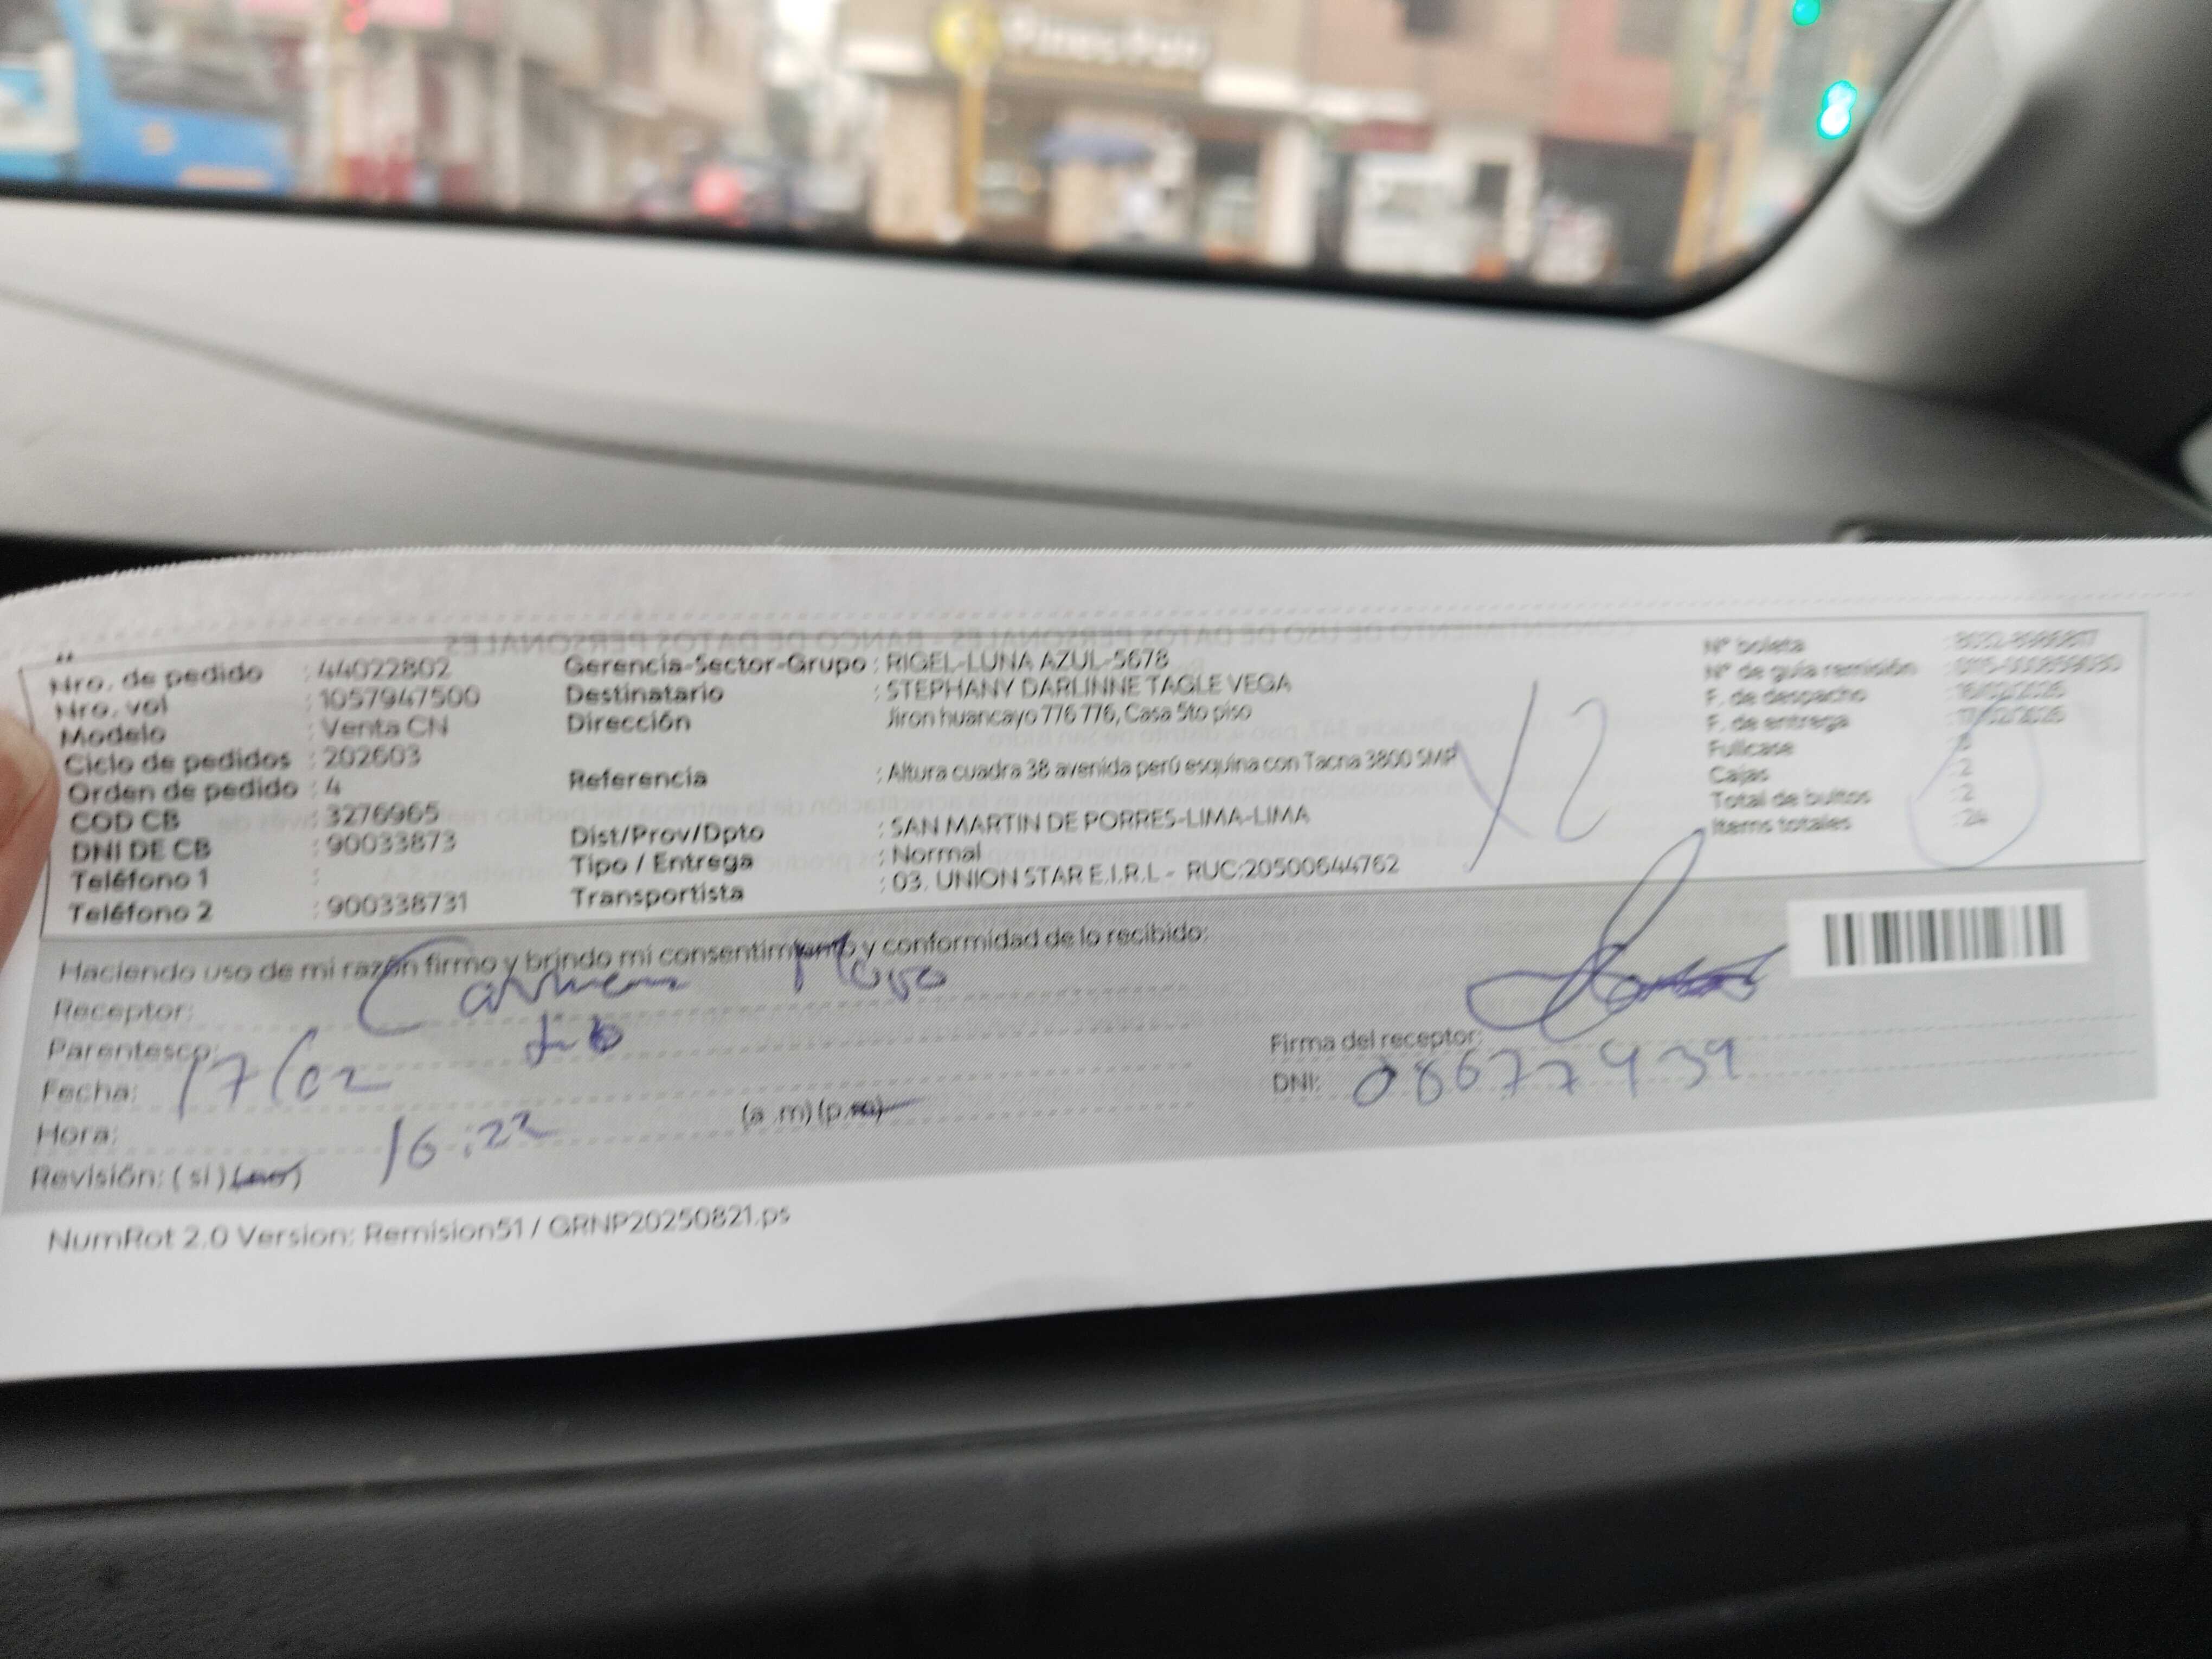 Nro. de pedido : 44022802
Nro. vol : 1057947500
Modelo : Venta CN
Ciclo de pedidos : 202603
Orden de pedido : 4
COD CB : 3276965
DNI DE CB : 90033873
Teléfono 1 :
Teléfono 2 : 900338731
Gerencia-Sector-Grupo : RIGEL-LUNA AZUL-5678
Destinatario : STEPHANY DARLINNE TAGLE VEGA
Dirección Jiron huancayo 776 776, Casa 5to piso
Referencia : Altura cuadra 38 avenida perú esquina con Tacna 3800 SMP
Dist/Prov/Dpto : SAN MARTIN DE PORRES-LIMA-LIMA
Tipo / Entrega : Normal
Transportista : 03. UNION STAR E.I.R.L - RUC:20500644762
X2
N° boleta
N° de guía remisión
F. de despacho
F. de entrega : 17/02/2026
Fullcase
Cajas : 2
Total de bultos : 2
Items totales : 24
Haciendo uso de mi razón firmo y brindo mi consentimiento y conformidad de lo recibido:
Receptor: Carmen
Parentesco:
Fecha: 17/02
Hora: 16:22 (a .m) (p.m)
Revisión: ( si ) (no)
Firma del receptor:
DNI: 08677939
NumRot 2.0 Version: Remision51 / GRNP20250821.ps